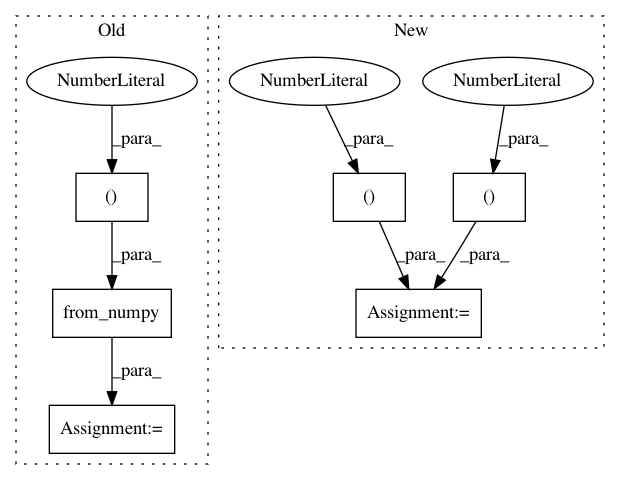 Old
New
NumberLiteral
NumberLiteral
NumberLiteral
_para_
_para_
_para_
()
()
()
_para_
_para_
_para_
from_numpy
Assignment:=
_para_
Assignment:=